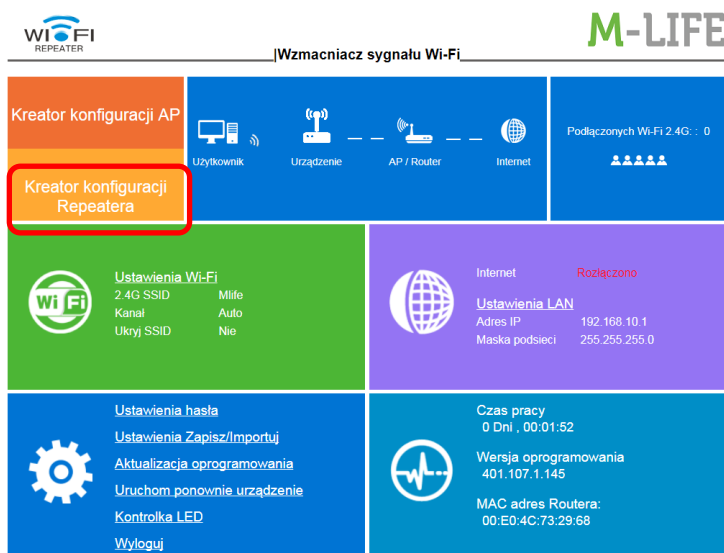 WI-FI
REPEATER
|Wzmacniacz sygnału Wi-Fi
M-LIFE
Kreator konfiguracji AP
Kreator konfiguracji
Repeatera
Użytkownik
Urządzenie
AP / Router
Internet
Podłączonych Wi-Fi 2.4G: : 0
Wi Fi
Ustawienia Wi-Fi
2.4G SSID Mlife
Kanał Auto
Ukryj SSID Nie
Internet Rozłączono
Ustawienia LAN
Adres IP 192.168.10.1
Maska podsieci 255.255.255.0
Ustawienia hasła
Ustawienia Zapisz/Importuj
Aktualizacja oprogramowania
Uruchom ponownie urządzenie
Kontrolka LED
Wyloguj
Czas pracy
0 Dni , 00:01:52
Wersja oprogramowania
401.107.1.145
MAC adres Routera:
00:E0:4C:73:29:68